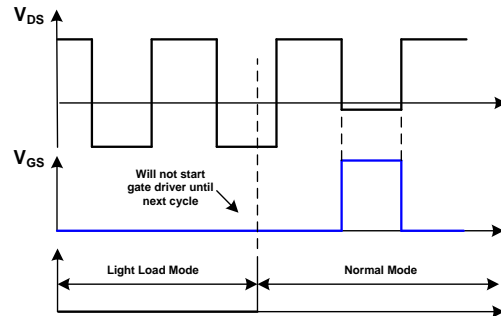 VDS
VGS
Will not start
gate driver until
next cycle
Light Load Mode
Normal Mode